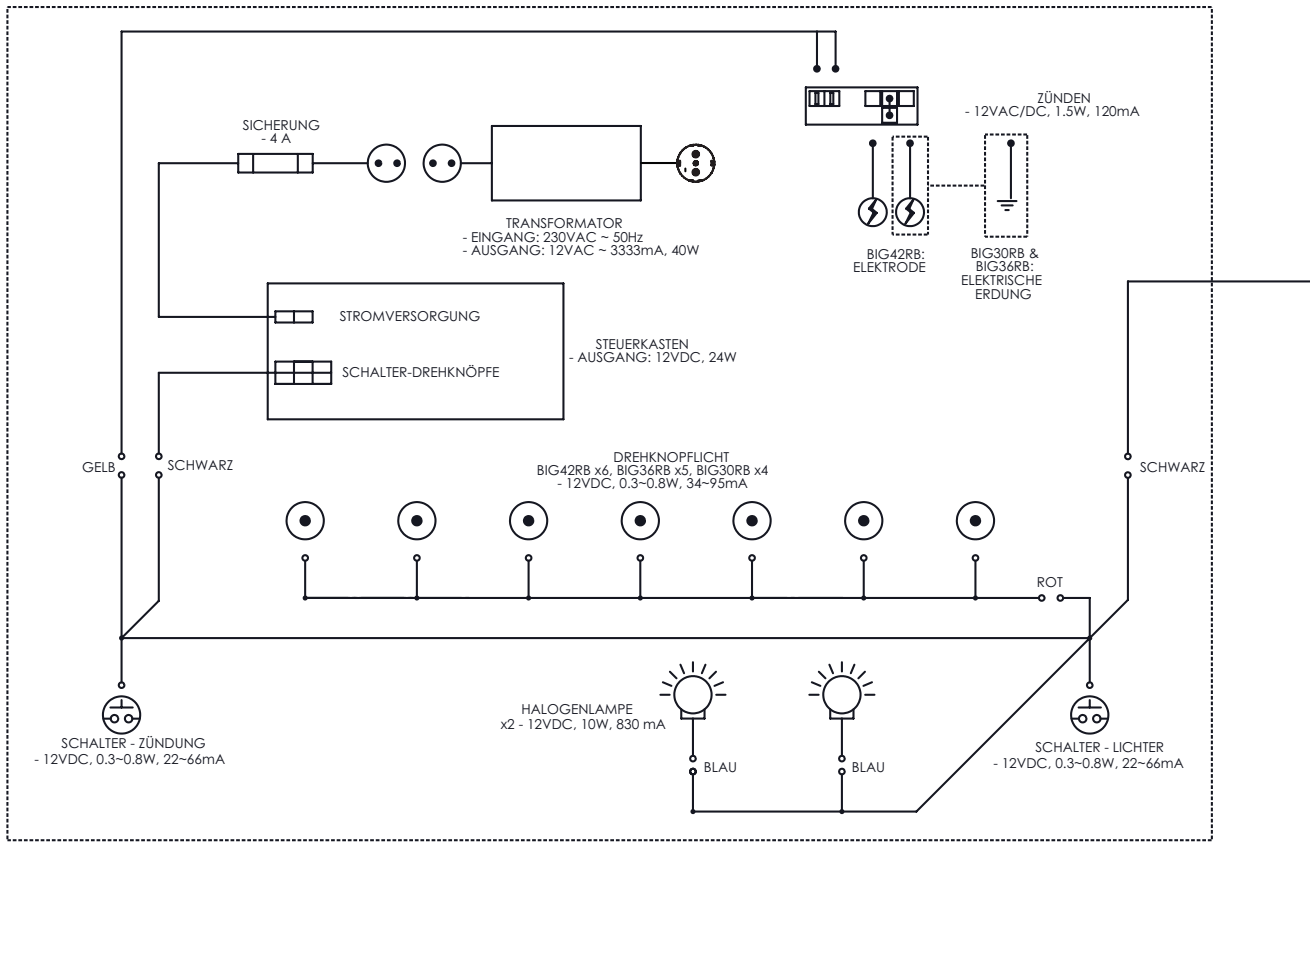 ZÜNDEN
- 12VAC/DC, 1.5W, 120mA
SICHERUNG
- 4 A
TRANSFORMATOR
- EINGANG: 230VAC ~ 50Hz
- AUSGANG: 12VAC ~ 3333mA, 40W
BIG42RB:
ELEKTRODE
BIG30RB &
BIG36RB:
ELEKTRISCHE
ERDUNG
STROMVERSORGUNG
STEUERKASTEN
- AUSGANG: 12VDC, 24W
SCHALTER-DREHKNÖPFE
GELB
SCHWARZ
DREHKNOPFLICHT
BIG42RB x6, BIG36RB x5, BIG30RB x4
- 12VDC, 0.3~0.8W, 34~95mA
SCHWARZ
ROT
HALOGENLAMPE
x2 - 12VDC, 10W, 830 mA
SCHALTER - ZÜNDUNG
- 12VDC, 0.3~0.8W, 22~66mA
BLAU
BLAU
SCHALTER - LICHTER
- 12VDC, 0.3~0.8W, 22~66mA